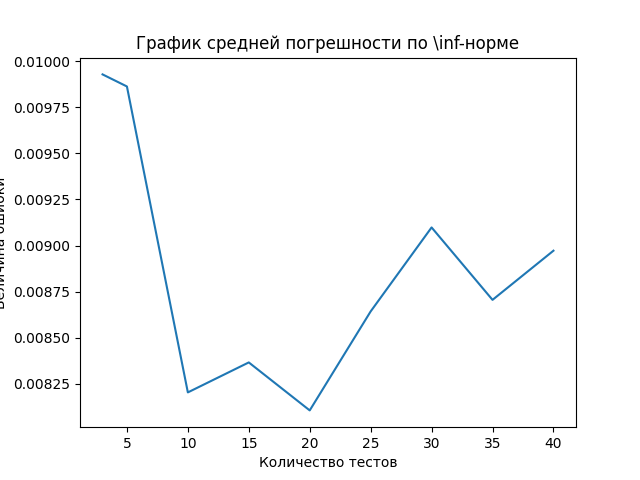 График средней погрешности по \inf-норме
0.01000
0.00975
0.00950
0.00925
0.00900
0.00875
0.00850
0.00825
Величина ошибки
5 10 15 20 25 30 35 40
Количество тестов